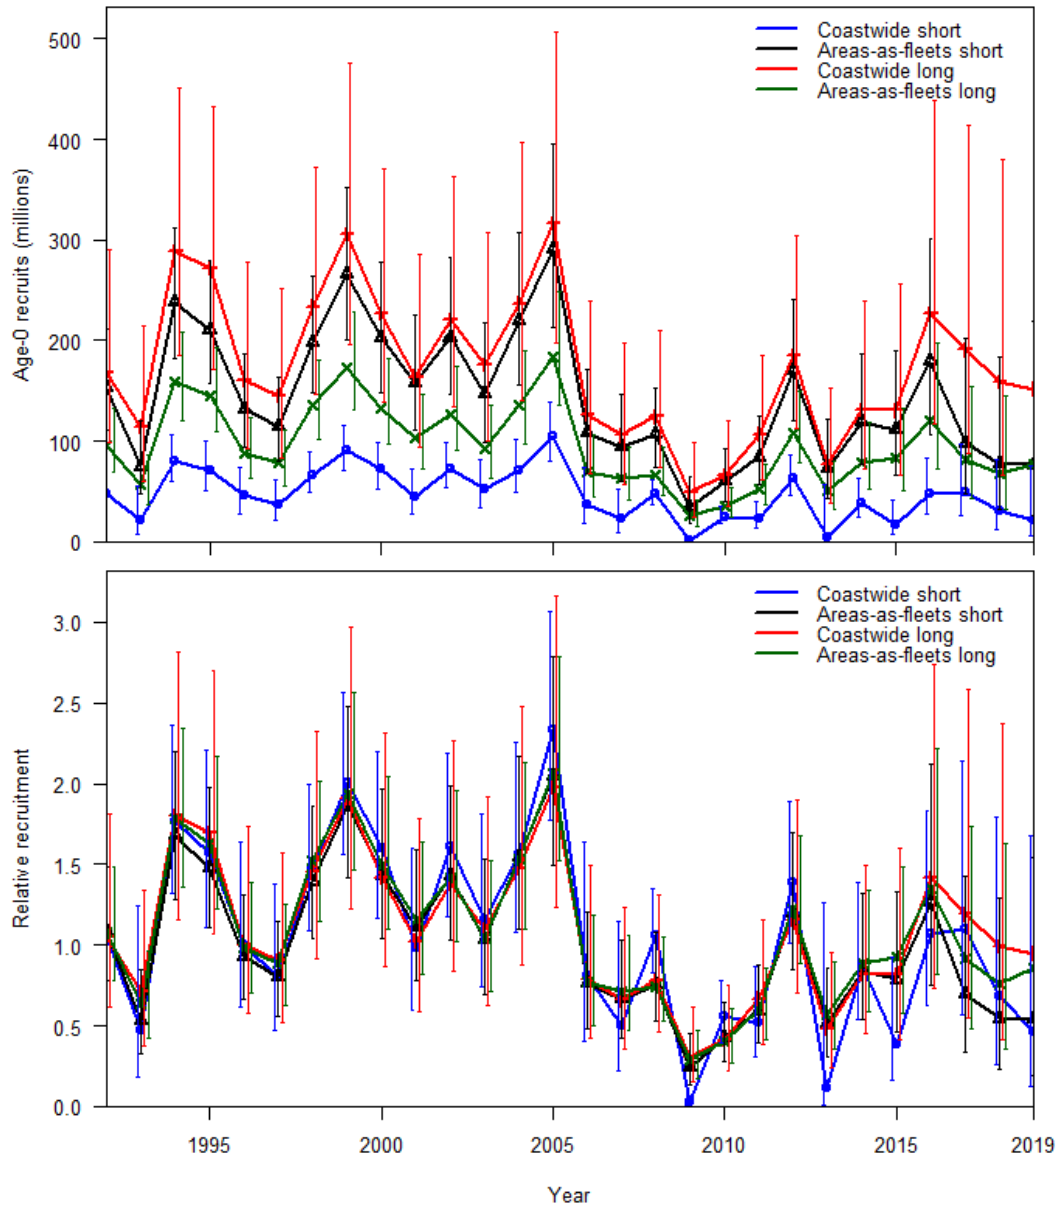 500
400
300
200
100
0
Age-0 recruits (millions)
Coastwide short
Areas-as-fleets short
Coastwide long
Areas-as-fleets long
3.0
2.5
2.0
1.5
1.0
0.5
0.0
Relative recruitment
Coastwide short
Areas-as-fleets short
Coastwide long
Areas-as-fleets long
1995 2000 2005 2010 2015 2019
Year